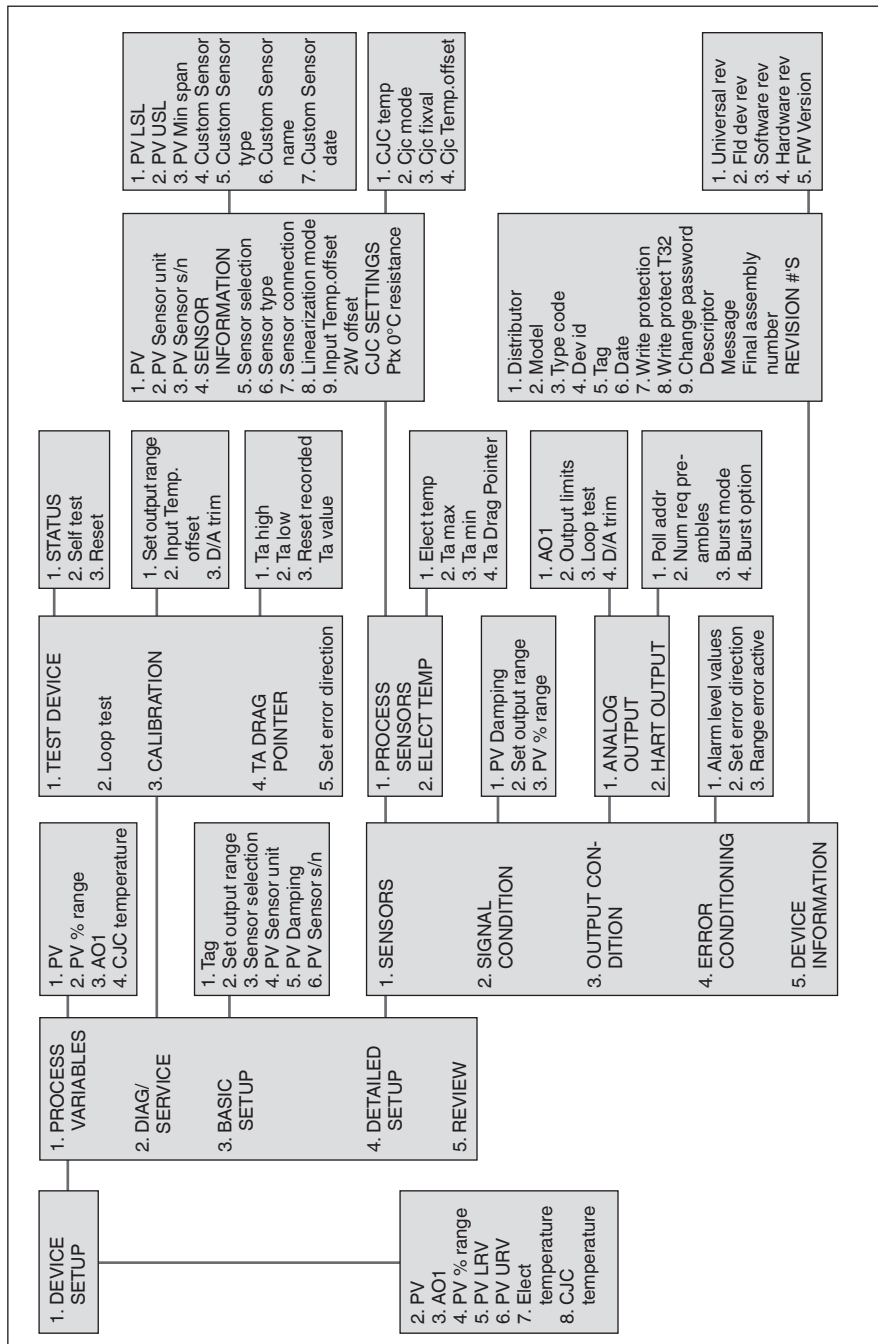 1. DEVICE
SETUP
2. PV
3. AO1
4. PV % range
5. PV LRV
6. PV URV
7. Elect
temperature
8. CJC
temperature
1. PROCESS
VARIABLES
2. DIAG/
SERVICE
3. BASIC
SETUP
4. DETAILED
SETUP
5. REVIEW
1. PV
2. PV % range
3. AO1
4. CJC temperature
1. Tag
2. Set output range
3. Sensor selection
4. PV Sensor unit
5. PV Damping
6. PV Sensor s/n
1. TEST DEVICE
2. Loop test
3. CALIBRATION
4. TA DRAG
POINTER
5. Set error direction
1. STATUS
2. Self test
3. Reset
1. Set output range
2. Input Temp.
offset
3. D/A trim
1. Ta high
2. Ta low
3. Reset recorded
Ta value
1. SENSORS
2. SIGNAL
CONDITION
3. OUTPUT CON-
DITION
4. ERROR
CONDITIONING
5. DEVICE
INFORMATION
1. PROCESS
SENSORS
2. ELECT TEMP
1. Elect temp
2. Ta max
3. Ta min
4. Ta Drag Pointer
1. PV Damping
2. Set output range
3. PV % range
1. ANALOG
OUTPUT
2. HART OUTPUT
1. AO1
2. Output limits
3. Loop test
4. D/A trim
1. Poll addr
2. Num req pre-
ambles
3. Burst mode
4. Burst option
1. Alarm level values
2. Set error direction
3. Range error active
1. PV
2. PV Sensor unit
3. PV Sensor s/n
4. SENSOR
INFORMATION
5. Sensor selection
6. Sensor type
7. Sensor connection
8. Linearization mode
9. Input Temp.offset
2W offset
CJC SETTINGS
Ptx 0°C resistance
1. PV LSL
2. PV USL
3. PV Min span
4. Custom Sensor
5. Custom Sensor
type
6. Custom Sensor
name
7. Custom Sensor
date
1. CJC temp
2. Cjc mode
3. Cjc fixval
4. Cjc Temp.offset
1. Distributor
2. Model
3. Type code
4. Dev id
5. Tag
6. Date
7. Write protection
8. Write protect T32
9. Change password
Descriptor
Message
Final assembly
number
REVISION #'S
1. Universal rev
2. Fld dev rev
3. Software rev
4. Hardware rev
5. FW Version